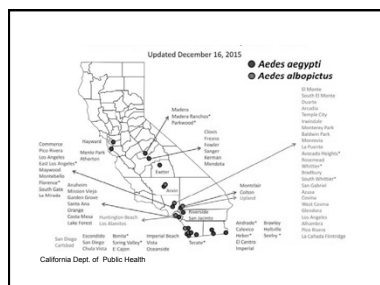 Updated December 16, 2015
Aedes aegypti
Aedes albopictus
El Monte
South El Monte
Duarte
Arcadia
Temple City
Irwindale
Monterey Park
Baldwin Park
Monrovia
La Puente
Avocado Heights*
Rosemead
Whittier*
Bradbury
South Whittier*
San Gabriel
Azusa
Covina
West Covina
Glendora
Los Angeles
Alhambra
Pico Rivera
La Cañada Flintridge
Madera
Madera Ranchos*
Parkwood*
Clovis
Fresno
Fowler
Sanger
Kerman
Mendota
Hayward
Menlo Park
Atherton
Exeter
Arvin
Commerce
Pico Rivera
Los Angeles
East Los Angeles*
Maywood
Montebello
Florence*
South Gate
La Mirada
Anaheim
Mission Viejo
Garden Grove
Santa Ana
Orange
Costa Mesa
Lake Forest
Huntington Beach
Los Alamitos
Montclair
Colton
Upland
Riverside
San Jacinto
San Diego
Carlsbad
Escondido
San Diego
Chula Vista
Bonita*
Spring Valley*
El Cajon
Imperial Beach
Vista
Oceanside
Tecate*
Andrade*
Calexico
Heber*
El Centro
Imperial
Brawley
Holtville
Seeley*
California Dept. of Public Health